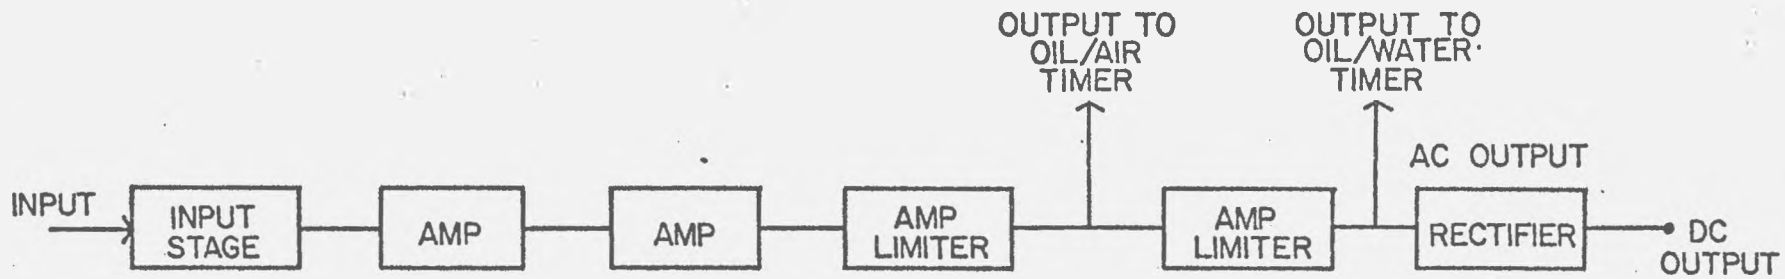 OUTPUT TO
OIL/AIR
TIMER
OUTPUT TO
OIL/WATER
TIMER
AC OUTPUT
INPUT
INPUT
STAGE
AMP
AMP
AMP
LIMITER
AMP
LIMITER
RECTIFIER
DC
OUTPUT